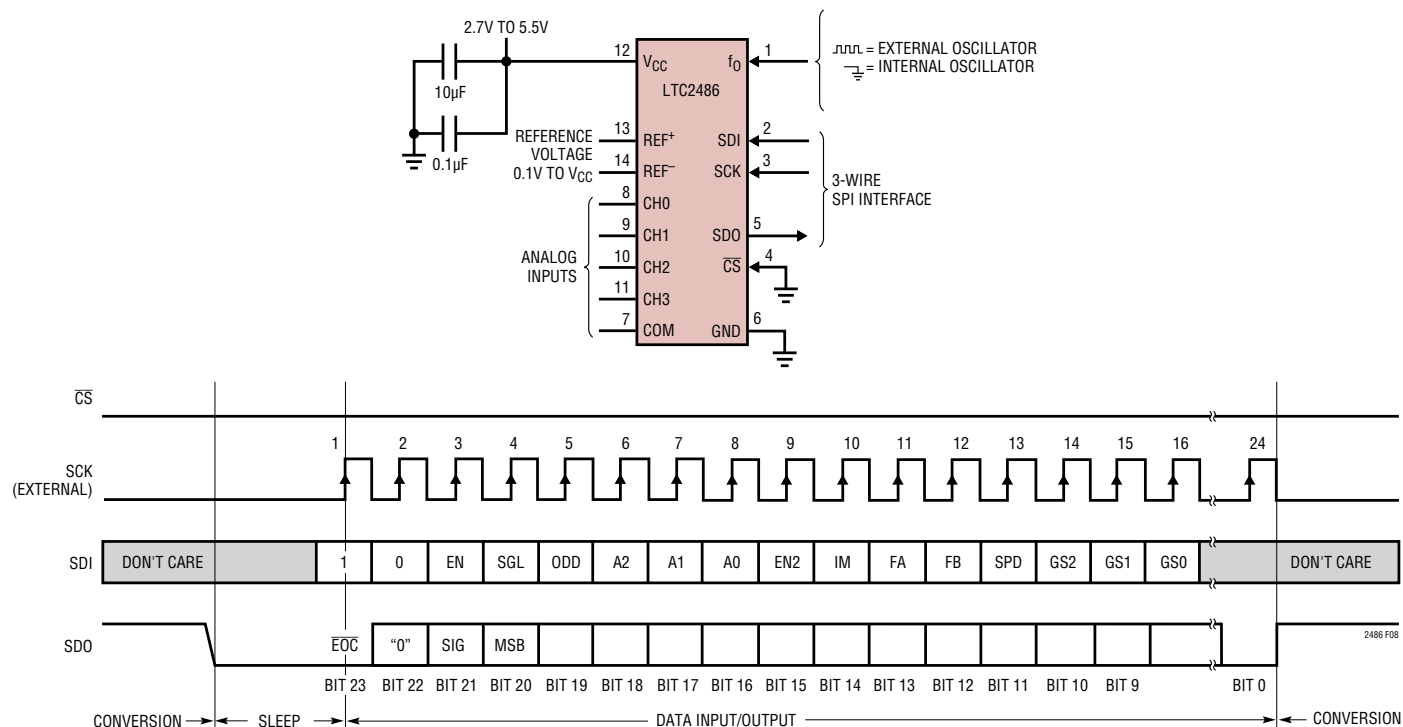 2.7V TO 5.5V
10µF
0.1µF
REFERENCE
VOLTAGE
0.1V TO VCC
ANALOG
INPUTS
12
VCC
13
REF+
14
REF–
8
CH0
9
CH1
10
CH2
11
CH3
7
COM
LTC2486
fO
1
SDI
2
SCK
3
SDO
5
CS
4
GND
6
= EXTERNAL OSCILLATOR
= INTERNAL OSCILLATOR
3-WIRE
SPI INTERFACE
CS
SCK
(EXTERNAL)
1 2 3 4 5 6 7 8 9 10 11 12 13 14 15 16 24
SDI DON'T CARE 1 0 EN SGL ODD A2 A1 A0 EN2 IM FA FB SPD GS2 GS1 GS0 DON'T CARE
SDO EOC "0" SIG MSB
2486 F08
BIT 23 BIT 22 BIT 21 BIT 20 BIT 19 BIT 18 BIT 17 BIT 16 BIT 15 BIT 14 BIT 13 BIT 12 BIT 11 BIT 10 BIT 9 BIT 0
CONVERSION SLEEP DATA INPUT/OUTPUT CONVERSION